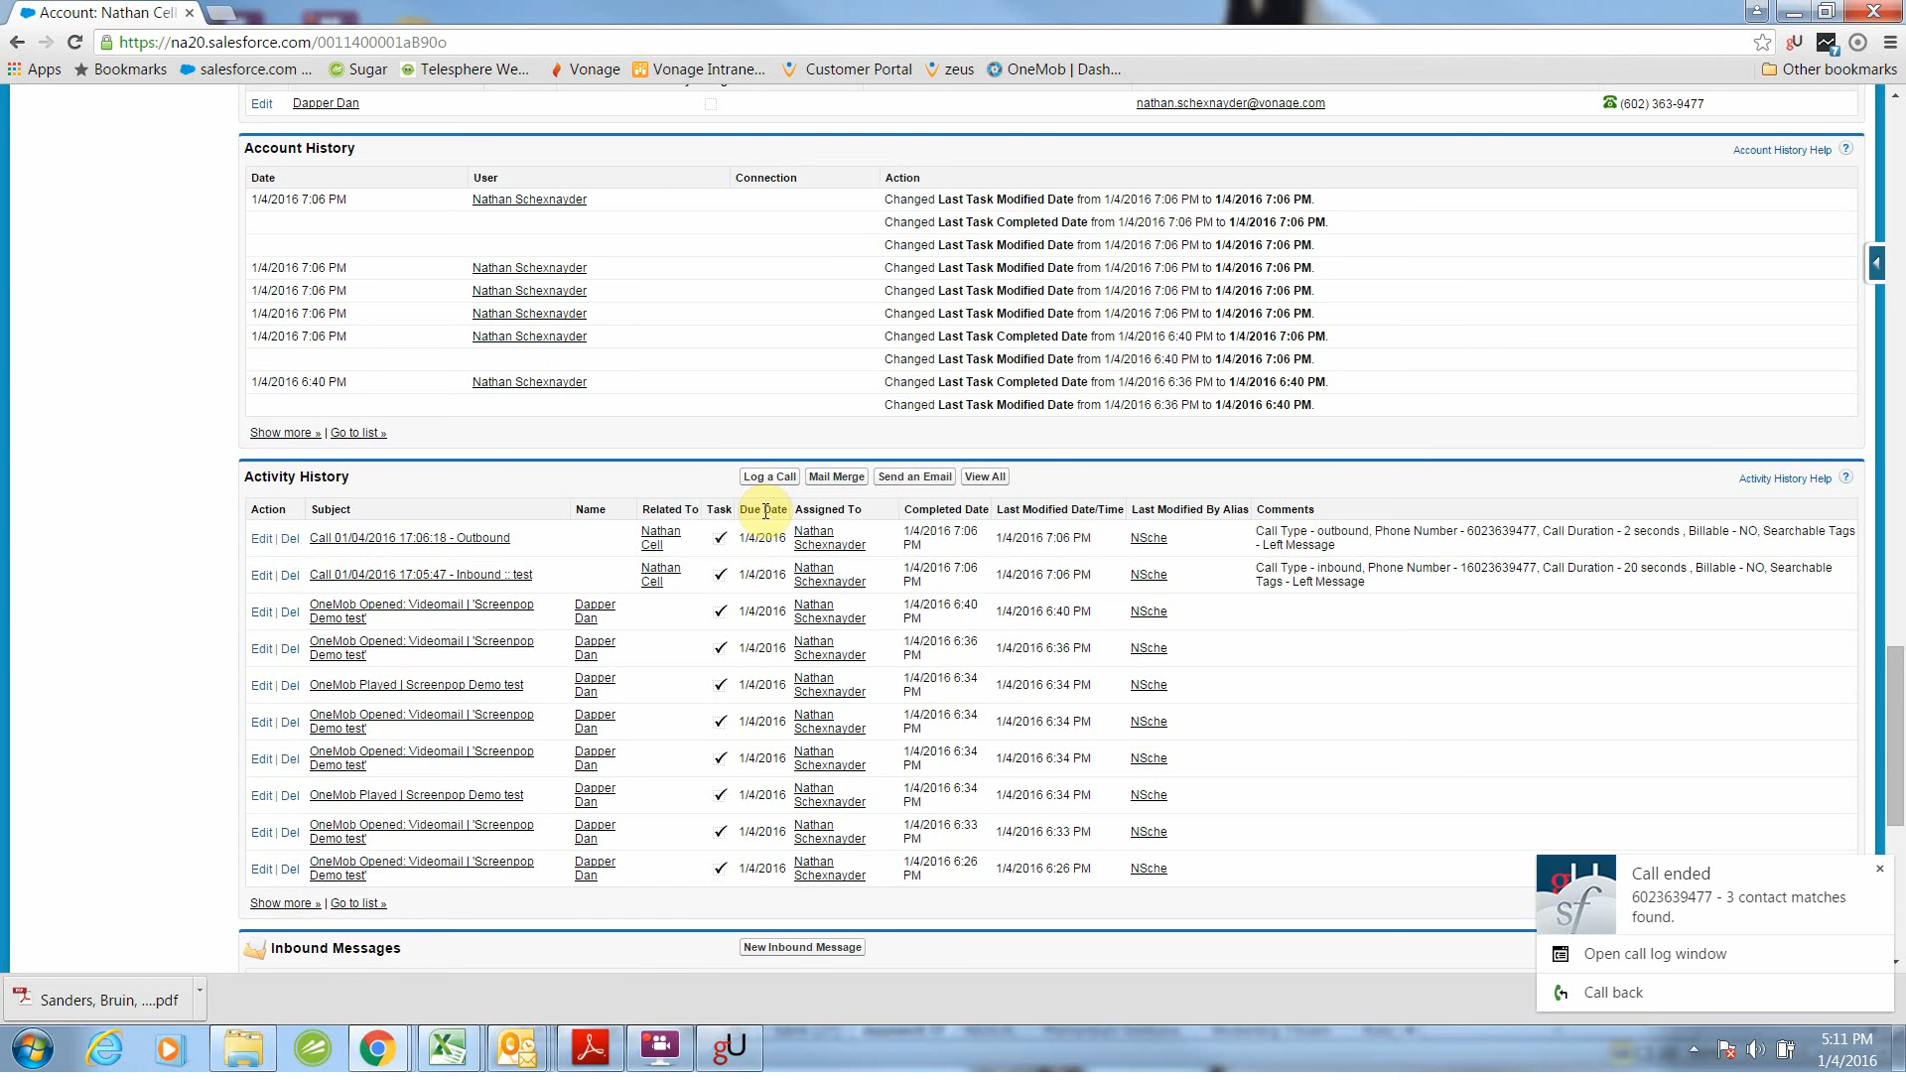 Account: Nathan Cell
https://na20.salesforce.com/0011400001aB90o
Apps Bookmarks salesforce.com ... Sugar Telesphere We... Vonage Vonage Intrane... Customer Portal zeus OneMob | Dash... Other bookmarks
Edit Dapper Dan nathan.schexnayder@vonage.com (602) 363-9477
Account History Account History Help
Date User Connection Action
1/4/2016 7:06 PM Nathan Schexnayder Changed Last Task Modified Date from 1/4/2016 7:06 PM to 1/4/2016 7:06 PM.
Changed Last Task Completed Date from 1/4/2016 7:06 PM to 1/4/2016 7:06 PM.
Changed Last Task Modified Date from 1/4/2016 7:06 PM to 1/4/2016 7:06 PM.
1/4/2016 7:06 PM Nathan Schexnayder Changed Last Task Modified Date from 1/4/2016 7:06 PM to 1/4/2016 7:06 PM.
1/4/2016 7:06 PM Nathan Schexnayder Changed Last Task Modified Date from 1/4/2016 7:06 PM to 1/4/2016 7:06 PM.
1/4/2016 7:06 PM Nathan Schexnayder Changed Last Task Modified Date from 1/4/2016 7:06 PM to 1/4/2016 7:06 PM.
1/4/2016 7:06 PM Nathan Schexnayder Changed Last Task Completed Date from 1/4/2016 6:40 PM to 1/4/2016 7:06 PM.
Changed Last Task Modified Date from 1/4/2016 6:40 PM to 1/4/2016 7:06 PM.
1/4/2016 6:40 PM Nathan Schexnayder Changed Last Task Completed Date from 1/4/2016 6:36 PM to 1/4/2016 6:40 PM.
Changed Last Task Modified Date from 1/4/2016 6:36 PM to 1/4/2016 6:40 PM.
Show more » | Go to list »
Activity History Log a Call Mail Merge Send an Email View All Activity History Help
Action Subject Name Related To Task Due Date Assigned To Completed Date Last Modified Date/Time Last Modified By Alias Comments
Edit | Del Call 01/04/2016 17:06:18 - Outbound Nathan Cell 1/4/2016 Nathan Schexnayder 1/4/2016 7:06 PM 1/4/2016 7:06 PM NSche Call Type - outbound, Phone Number - 6023639477, Call Duration - 2 seconds , Billable - NO, Searchable Tags
- Left Message
Edit | Del Call 01/04/2016 17:05:47 - Inbound :: test Nathan Cell 1/4/2016 Nathan Schexnayder 1/4/2016 7:06 PM 1/4/2016 7:06 PM NSche Call Type - inbound, Phone Number - 16023639477, Call Duration - 20 seconds , Billable - NO, Searchable
Tags - Left Message
Edit | Del OneMob Opened: Videomail | 'Screenpop Demo test' Dapper Dan 1/4/2016 Nathan Schexnayder 1/4/2016 6:40 PM 1/4/2016 6:40 PM NSche
Edit | Del OneMob Opened: Videomail | 'Screenpop Demo test' Dapper Dan 1/4/2016 Nathan Schexnayder 1/4/2016 6:36 PM 1/4/2016 6:36 PM NSche
Edit | Del OneMob Played | Screenpop Demo test Dapper Dan 1/4/2016 Nathan Schexnayder 1/4/2016 6:34 PM 1/4/2016 6:34 PM NSche
Edit | Del OneMob Opened: Videomail | 'Screenpop Demo test' Dapper Dan 1/4/2016 Nathan Schexnayder 1/4/2016 6:34 PM 1/4/2016 6:34 PM NSche
Edit | Del OneMob Opened: Videomail | 'Screenpop Demo test' Dapper Dan 1/4/2016 Nathan Schexnayder 1/4/2016 6:34 PM 1/4/2016 6:34 PM NSche
Edit | Del OneMob Played | Screenpop Demo test Dapper Dan 1/4/2016 Nathan Schexnayder 1/4/2016 6:34 PM 1/4/2016 6:34 PM NSche
Edit | Del OneMob Opened: Videomail | 'Screenpop Demo test' Dapper Dan 1/4/2016 Nathan Schexnayder 1/4/2016 6:33 PM 1/4/2016 6:33 PM NSche
Edit | Del OneMob Opened: Videomail | 'Screenpop Demo test' Dapper Dan 1/4/2016 Nathan Schexnayder 1/4/2016 6:26 PM 1/4/2016 6:26 PM NSche
Show more » | Go to list »
Inbound Messages New Inbound Message
Call ended
6023639477 - 3 contact matches
found.
Open call log window
Call back
Sanders, Bruin, ....pdf
gU
5:11 PM
1/4/2016